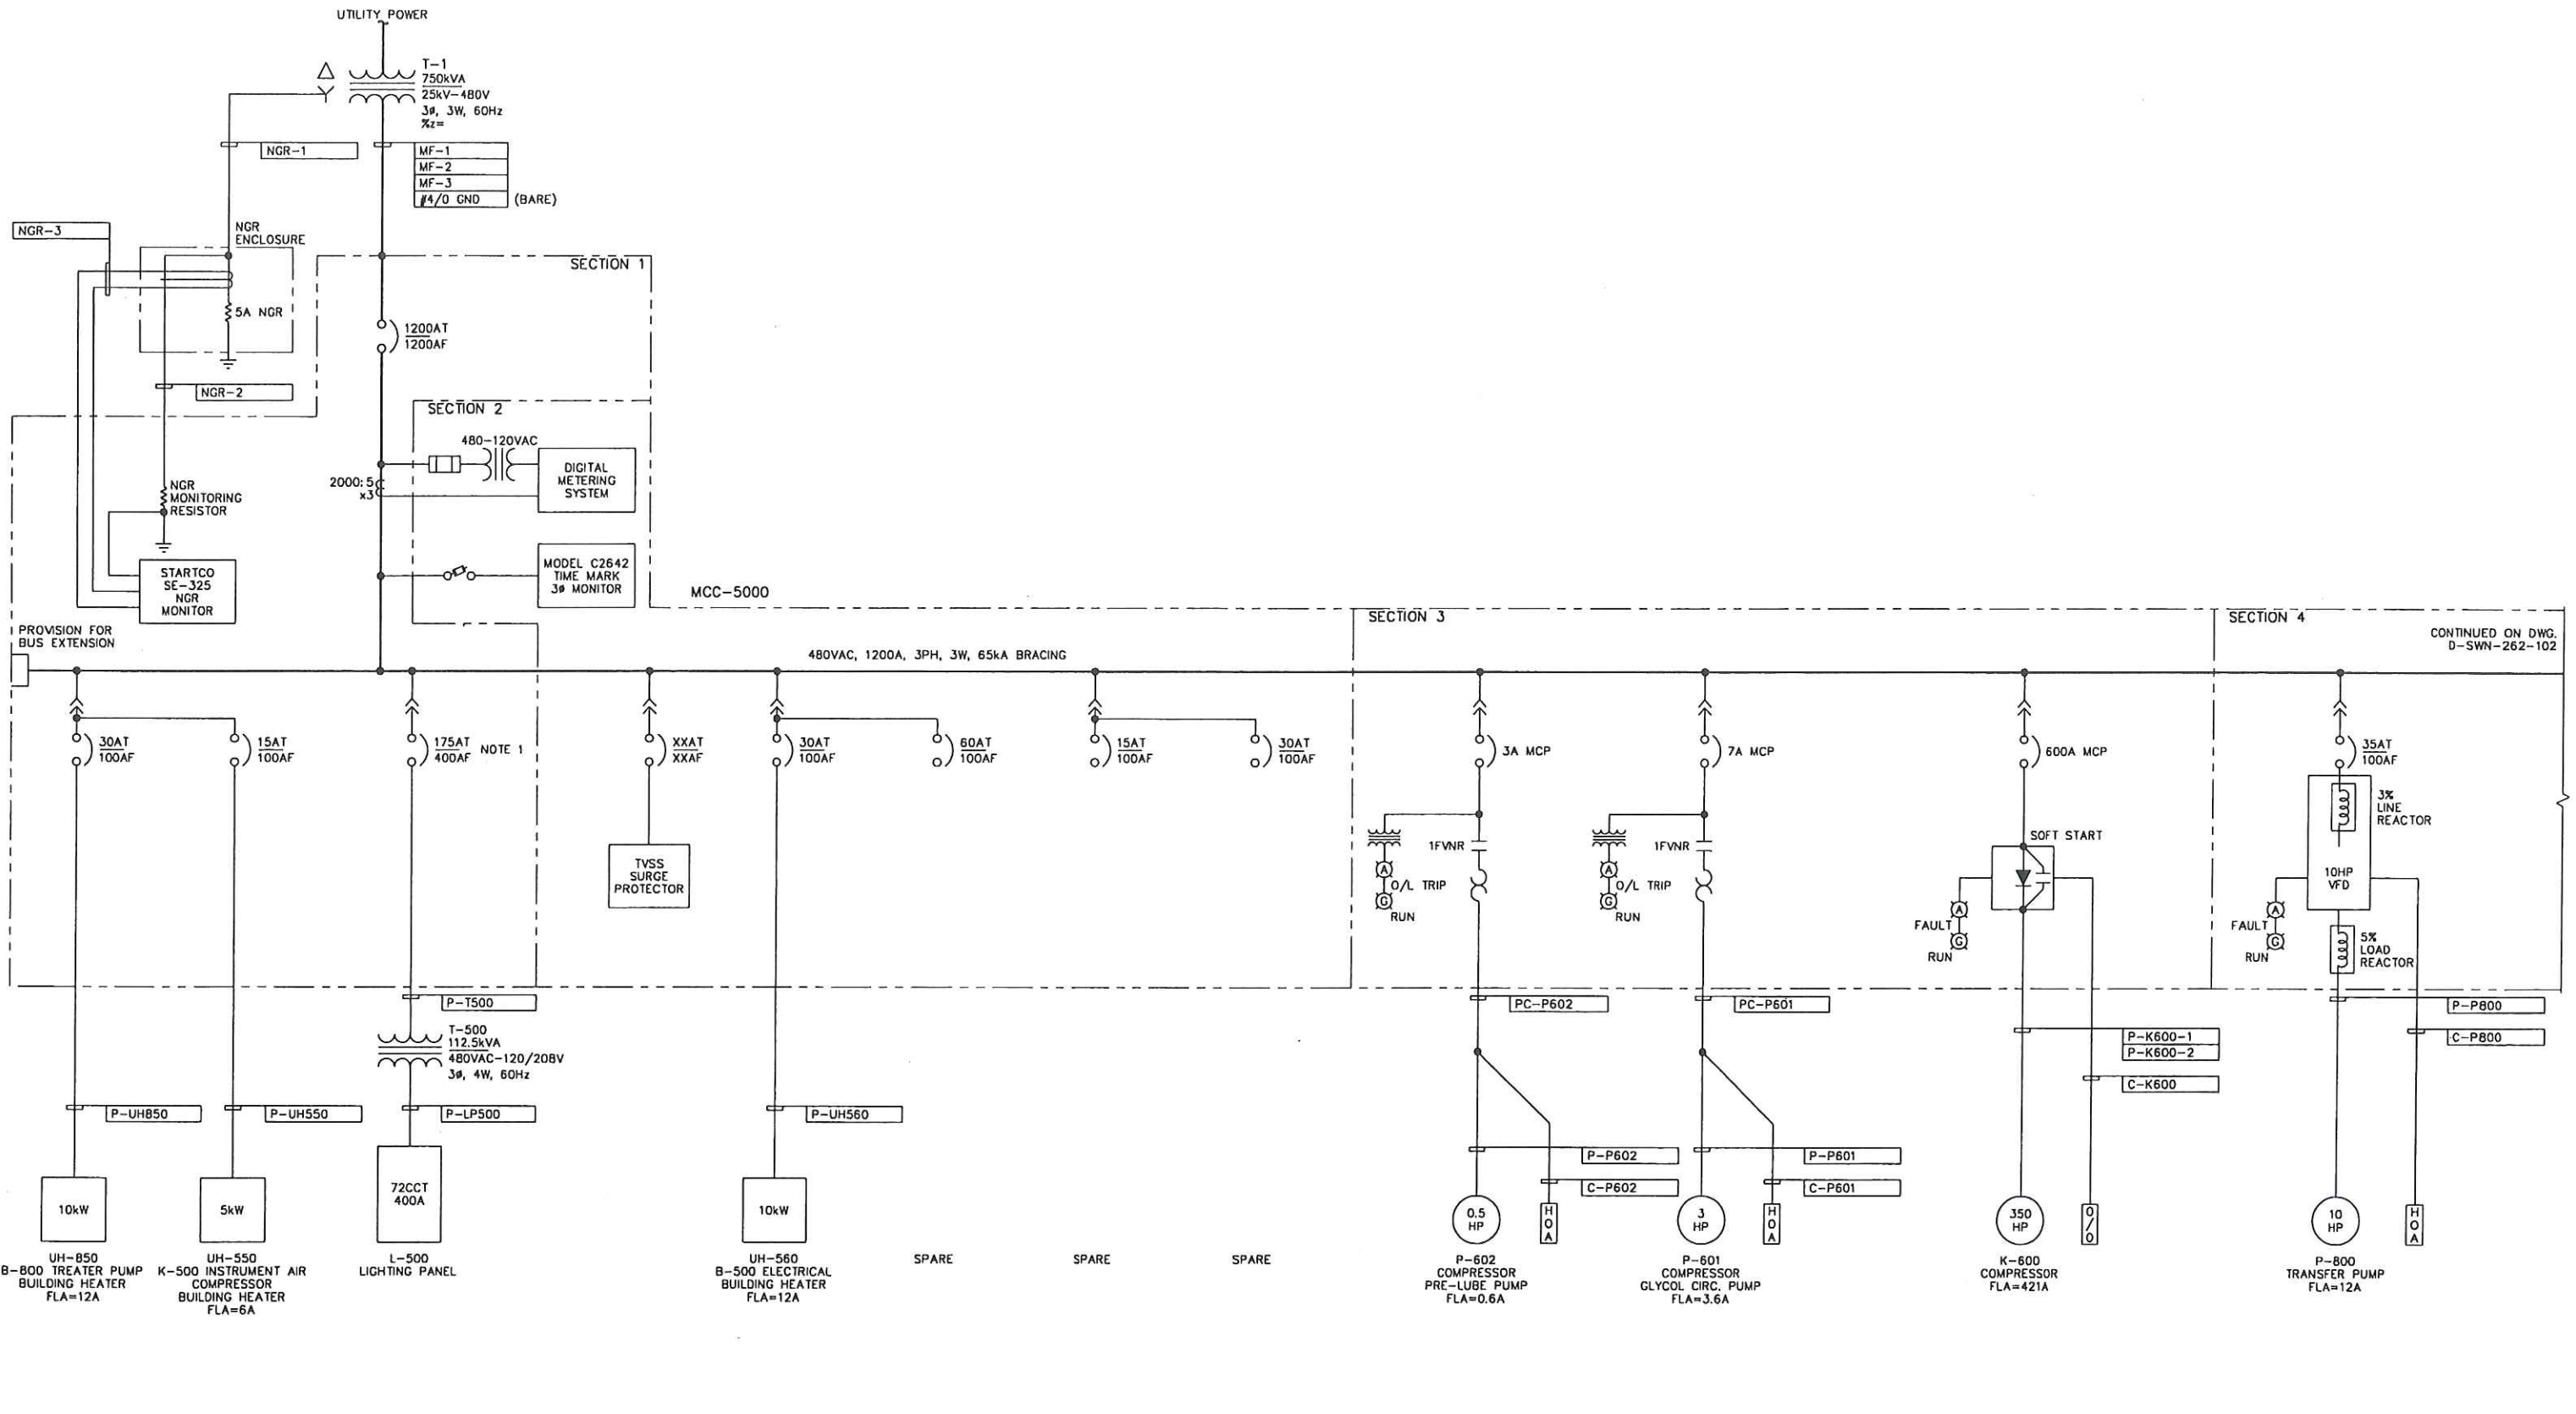 UTILITY POWER
T-1
750kVA
25kV-480V
3ø, 3W, 60Hz
%z=
NGR-1
MF-1
MF-2
MF-3
#4/0 GND
(BARE)
NGR-3
NGR
ENCLOSURE
5A NGR
SECTION 1
1200AT
1200AF
NGR-2
SECTION 2
480-120VAC
DIGITAL
METERING
SYSTEM
2000:5
x3
NGR
MONITORING
RESISTOR
STARTCO
SE-325
NGR
MONITOR
MODEL C2642
TIME MARK
3ø MONITOR
MCC-5000
SECTION 3
SECTION 4
PROVISION FOR
BUS EXTENSION
CONTINUED ON DWG.
D-SWN-262-102
480VAC, 1200A, 3PH, 3W, 65kA BRACING
30AT
100AF
15AT
100AF
175AT
400AF
NOTE 1
XXAT
XXAF
30AT
100AF
60AT
100AF
15AT
100AF
30AT
100AF
3A MCP
7A MCP
600A MCP
35AT
100AF
3%
LINE
REACTOR
TVSS
SURGE
PROTECTOR
1FVNR
A
O/L TRIP
G
RUN
1FVNR
A
O/L TRIP
G
RUN
SOFT START
A
FAULT
G
RUN
10HP
VFD
A
FAULT
G
RUN
5%
LOAD
REACTOR
P-T500
PC-P602
PC-P601
P-P800
T-500
112.5kVA
480VAC-120/208V
3ø, 4W, 60Hz
P-K600-1
P-K600-2
C-P800
C-K600
P-UH850
P-UH550
P-LP500
P-UH560
P-P602
C-P602
P-P601
C-P601
10kW
5kW
72CCT
400A
10kW
0.5
HP
H
O
A
3
HP
H
O
A
350
HP
O
/
O
10
HP
H
O
A
UH-850
B-800 TREATER PUMP
BUILDING HEATER
FLA=12A
UH-550
K-500 INSTRUMENT AIR
COMPRESSOR
BUILDING HEATER
FLA=6A
L-500
LIGHTING PANEL
UH-560
B-500 ELECTRICAL
BUILDING HEATER
FLA=12A
SPARE
SPARE
SPARE
P-602
COMPRESSOR
PRE-LUBE PUMP
FLA=0.6A
P-601
COMPRESSOR
GLYCOL CIRC. PUMP
FLA=3.6A
K-600
COMPRESSOR
FLA=421A
P-800
TRANSFER PUMP
FLA=12A